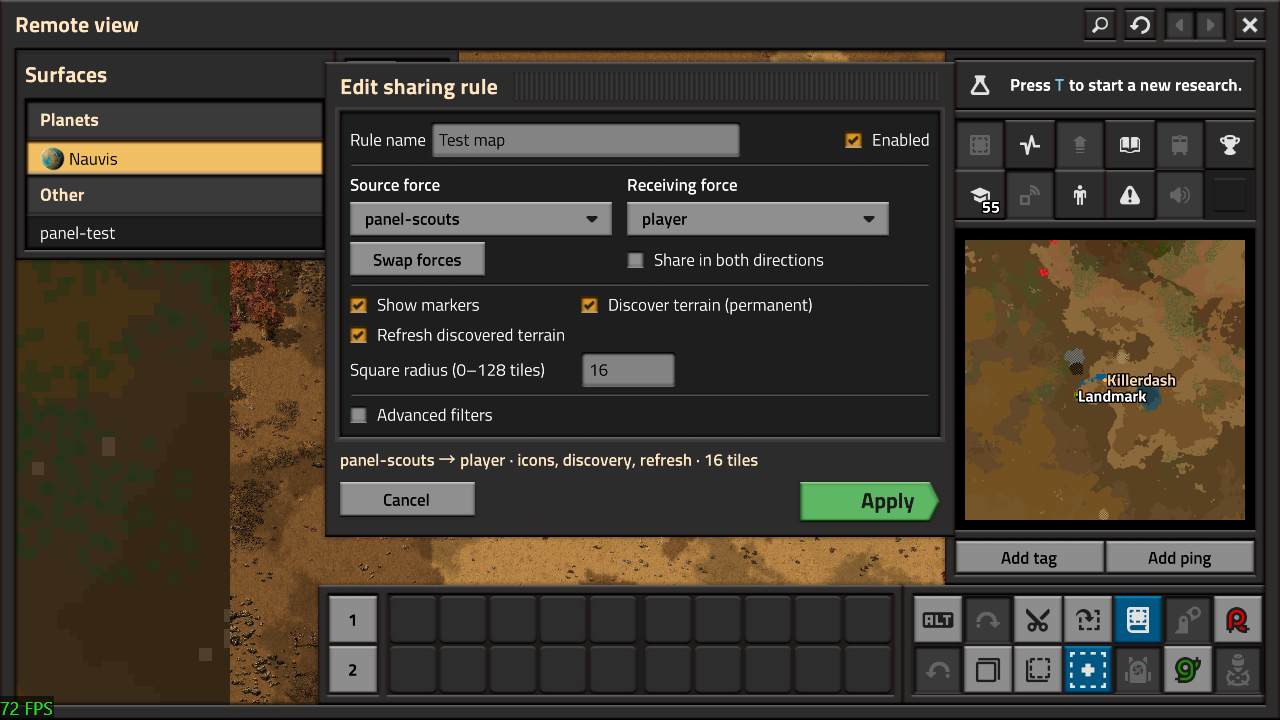 Remote view
Surfaces
Planets
Nauvis
Other
panel-test
Edit sharing rule
Rule name Test map Enabled
Source force Receiving force
panel-scouts player
Swap forces Share in both directions
Show markers Discover terrain (permanent)
Refresh discovered terrain
Square radius (0–128 tiles) 16
Advanced filters
panel-scouts → player · icons, discovery, refresh · 16 tiles
Cancel Apply
Press T to start a new research.
55
Killerdash
Landmark
Add tag Add ping
1
2
ALT
72 FPS